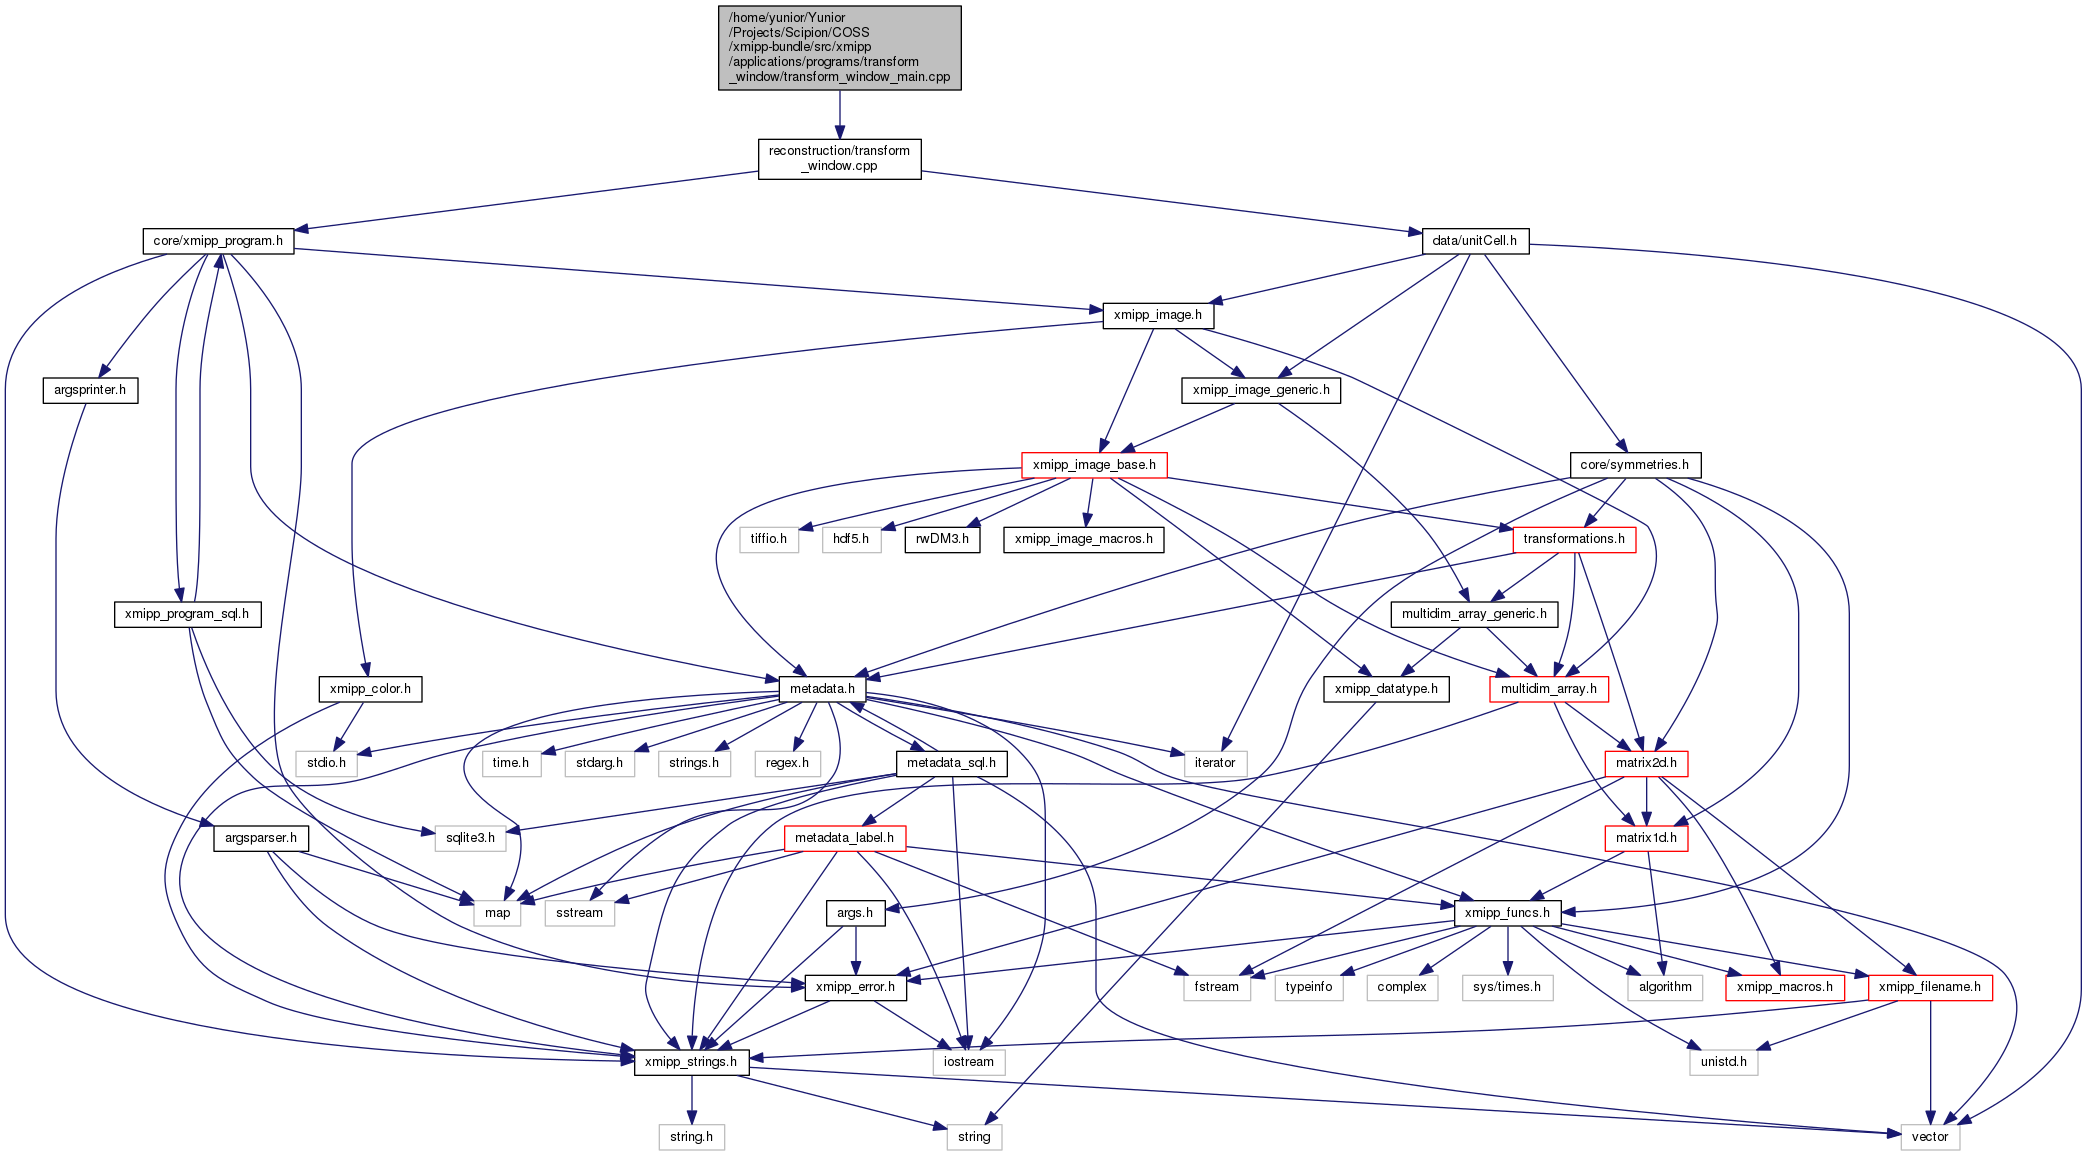 /home/yunior/Yunior
/Projects/Scipion/COSS
/xmipp-bundle/src/xmipp
/applications/programs/transform
_window/transform_window_main.cpp
reconstruction/transform
_window.cpp
core/xmipp_program.h
data/unitCell.h
xmipp_image.h
argsprinter.h
xmipp_image_generic.h
xmipp_image_base.h
core/symmetries.h
tiffio.h
hdf5.h
rwDM3.h
xmipp_image_macros.h
transformations.h
xmipp_program_sql.h
multidim_array_generic.h
xmipp_color.h
metadata.h
xmipp_datatype.h
multidim_array.h
stdio.h
time.h
stdarg.h
strings.h
regex.h
metadata_sql.h
iterator
matrix2d.h
argsparser.h
sqlite3.h
metadata_label.h
matrix1d.h
map
sstream
args.h
xmipp_funcs.h
xmipp_error.h
fstream
typeinfo
complex
sys/times.h
algorithm
xmipp_macros.h
xmipp_filename.h
xmipp_strings.h
iostream
unistd.h
string.h
string
vector